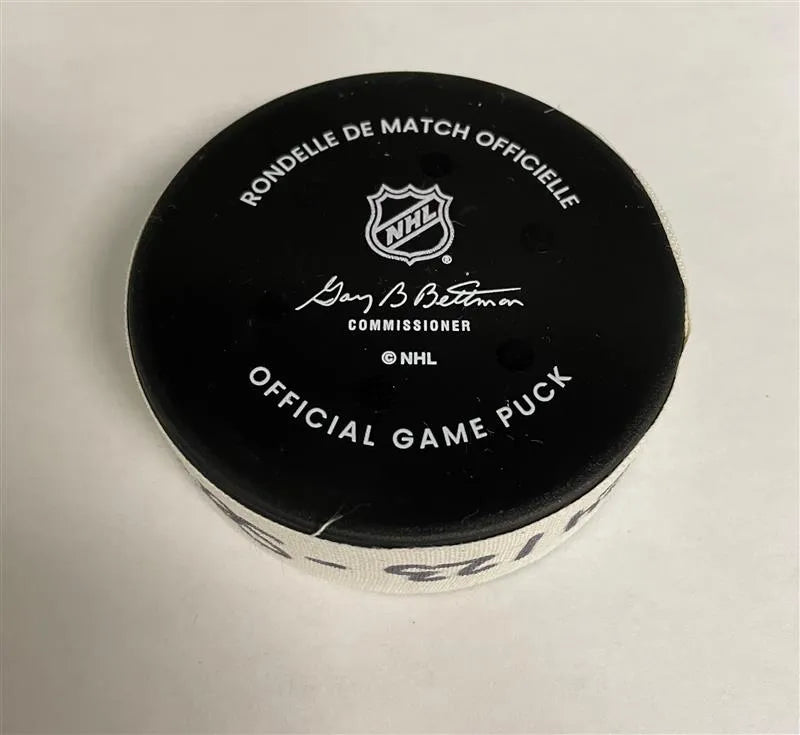 RONDELLE DE MATCH OFFICIELLE
NHL
®
Gary B Bettman
COMMISSIONER
© NHL
OFFICIAL GAME PUCK